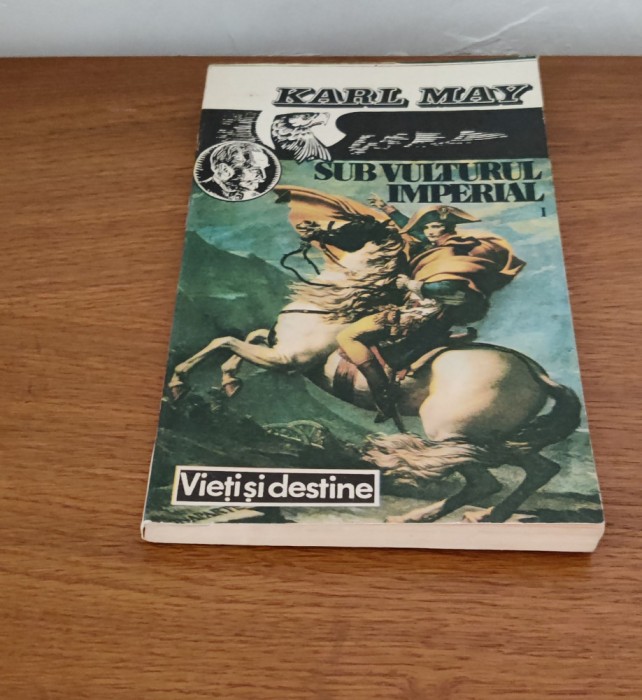 KARL MAY
SUB VULTURUL
IMPERIAL
1
Vieți și destine